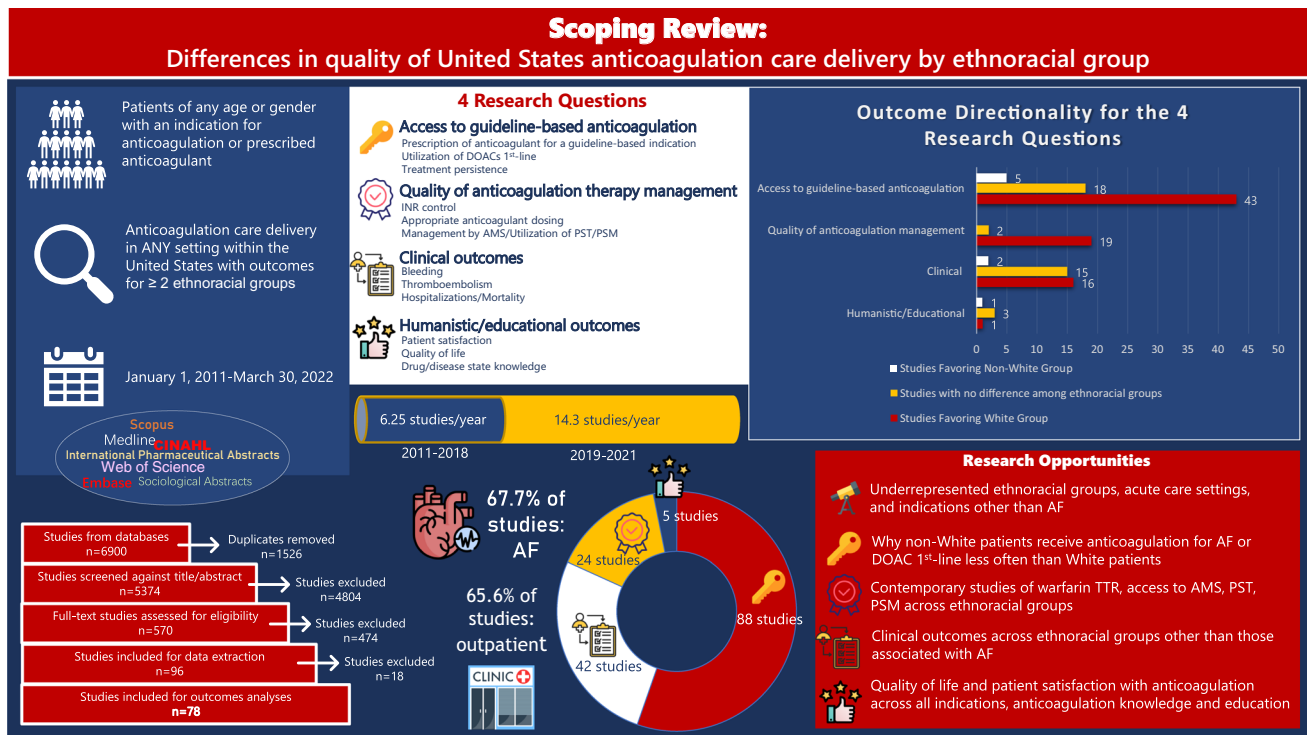 Scoping Review:
Differences in quality of United States anticoagulation care delivery by ethnoracial group
Patients of any age or gender
with an indication for
anticoagulation or prescribed
anticoagulant
Anticoagulation care delivery
in ANY setting within the
United States with outcomes
for ≥ 2 ethnoracial groups
January 1, 2011-March 30, 2022
Scopus
Medline
CINAHL
International Pharmaceutical Abstracts
Web of Science
Embase
Sociological Abstracts
Studies from databases
n=6900
Duplicates removed
n=1526
Studies screened against title/abstract
n=5374
Studies excluded
n=4804
Full-text studies assessed for eligibility
n=570
Studies excluded
n=474
Studies included for data extraction
n=96
Studies excluded
n=18
Studies included for outcomes analyses
n=78
4 Research Questions
Access to guideline-based anticoagulation
Prescription of anticoagulant for a guideline-based indication
Utilization of DOACs 1st-line
Treatment persistence
Quality of anticoagulation therapy management
INR control
Appropriate anticoagulant dosing
Management by AMS/Utilization of PST/PSM
Clinical outcomes
Bleeding
Thromboembolism
Hospitalizations/Mortality
Humanistic/educational outcomes
Patient satisfaction
Quality of life
Drug/disease state knowledge
6.25 studies/year
14.3 studies/year
2011-2018
2019-2021
67.7% of
studies:
AF
65.6% of
studies:
outpatient
CLINIC
5 studies
24 studies
42 studies
88 studies
Outcome Directionality for the 4
Research Questions
Access to guideline-based anticoagulation
5
18
43
Quality of anticoagulation management
2
19
Clinical
2
15
16
Humanistic/Educational
1
3
1
0 5 10 15 20 25 30 35 40 45 50
Studies Favoring Non-White Group
Studies with no difference among ethnoracial groups
Studies Favoring White Group
Research Opportunities
Underrepresented ethnoracial groups, acute care settings,
and indications other than AF
Why non-White patients receive anticoagulation for AF or
DOAC 1st-line less often than White patients
Contemporary studies of warfarin TTR, access to AMS, PST,
PSM across ethnoracial groups
Clinical outcomes across ethnoracial groups other than those
associated with AF
Quality of life and patient satisfaction with anticoagulation
across all indications, anticoagulation knowledge and education